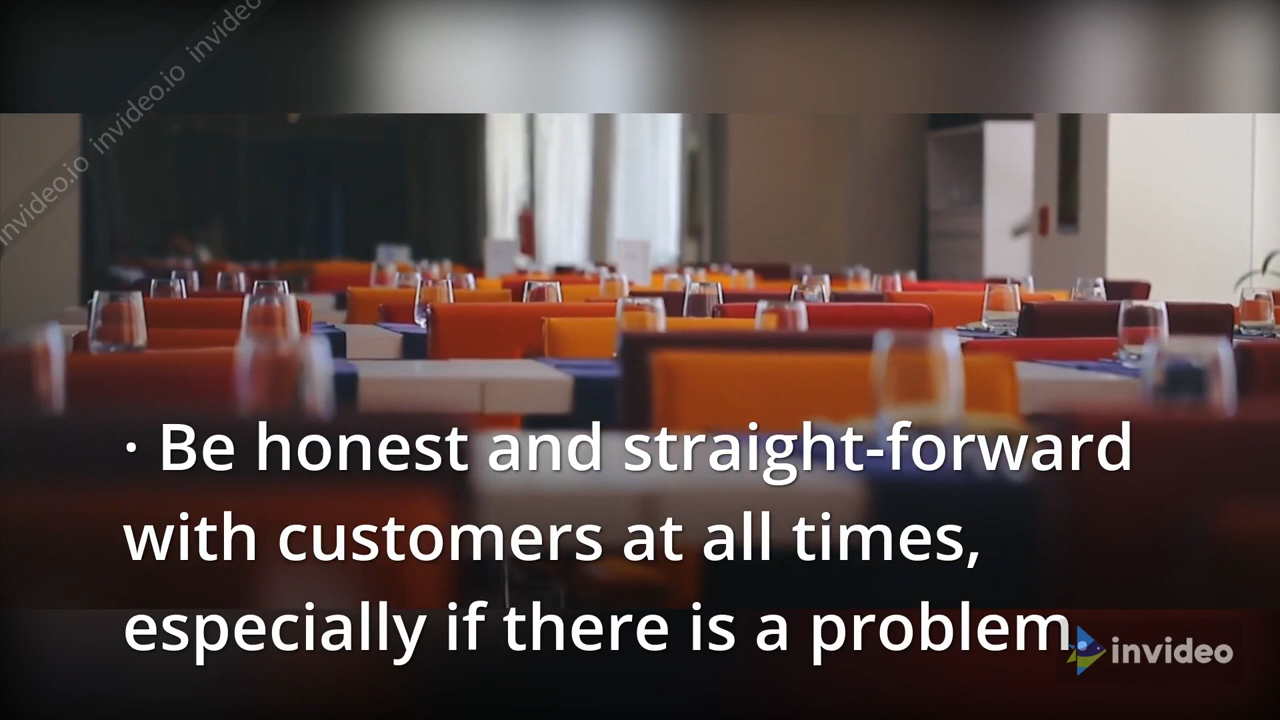 invideo.io invideo.io invideo
· Be honest and straight-forward
with customers at all times,
especially if there is a problem.
invideo